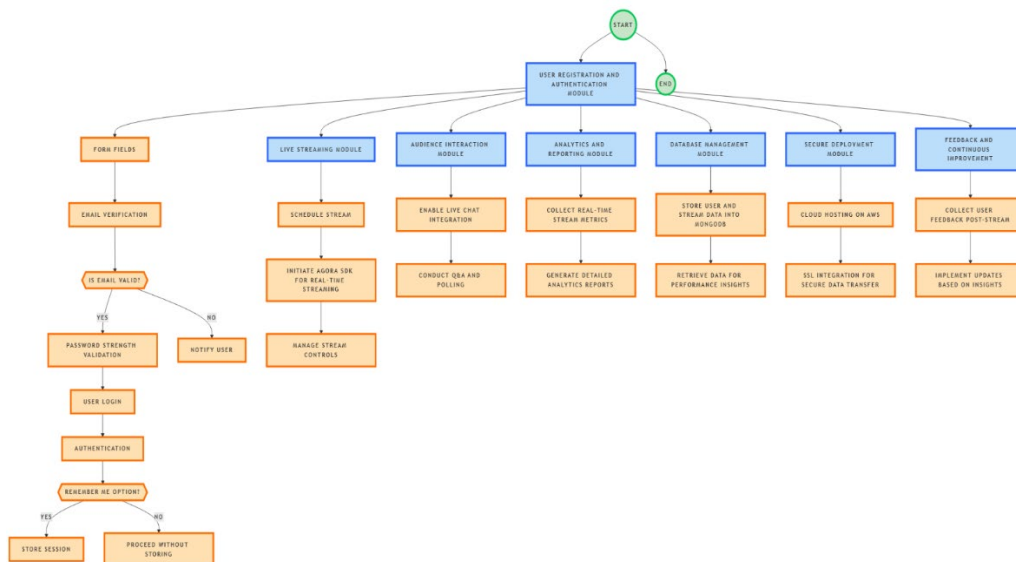 START
USER REGISTRATION AND
AUTHENTICATION
MODULE
END
FORM FIELDS
LIVE STREAMING MODULE
AUDIENCE INTERACTION
MODULE
ANALYTICS AND
REPORTING MODULE
DATABASE MANAGEMENT
MODULE
SECURE DEPLOYMENT
MODULE
FEEDBACK AND
CONTINUOUS
IMPROVEMENT
EMAIL VERIFICATION
SCHEDULE STREAM
ENABLE LIVE CHAT
INTEGRATION
COLLECT REAL-TIME
STREAM METRICS
STORE USER AND
STREAM DATA INTO
MONGODB
CLOUD HOSTING ON AWS
COLLECT USER
FEEDBACK POST-STREAM
IS EMAIL VALID?
INITIATE AGORA SDK
FOR REAL-TIME
STREAMING
CONDUCT Q&A AND
POLLING
GENERATE DETAILED
ANALYTICS REPORTS
RETRIEVE DATA FOR
PERFORMANCE INSIGHTS
SSL INTEGRATION FOR
SECURE DATA TRANSFER
IMPLEMENT UPDATES
BASED ON INSIGHTS
YES
NO
PASSWORD STRENGTH
VALIDATION
NOTIFY USER
MANAGE STREAM
CONTROLS
USER LOGIN
AUTHENTICATION
REMEMBER ME OPTION?
YES
NO
STORE SESSION
PROCEED WITHOUT
STORING